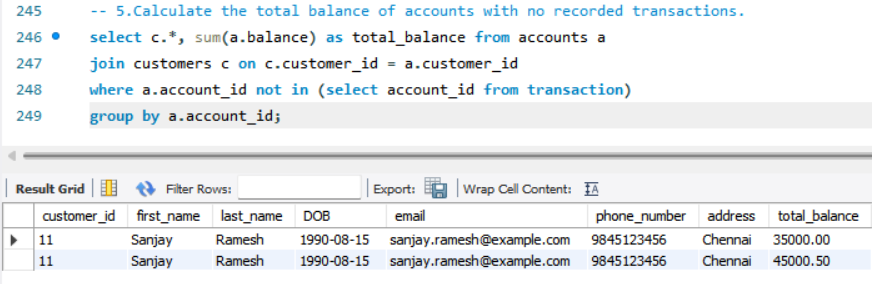 245 -- 5.Calculate the total balance of accounts with no recorded transactions.
246 select c.*, sum(a.balance) as total_balance from accounts a
247 join customers c on c.customer_id = a.customer_id
248 where a.account_id not in (select account_id from transaction)
249 group by a.account_id;
Result Grid Filter Rows: Export: Wrap Cell Content: IA
customer_id first_name last_name DOB email phone_number address total_balance
11 Sanjay Ramesh 1990-08-15 sanjay.ramesh@example.com 9845123456 Chennai 35000.00
11 Sanjay Ramesh 1990-08-15 sanjay.ramesh@example.com 9845123456 Chennai 45000.50